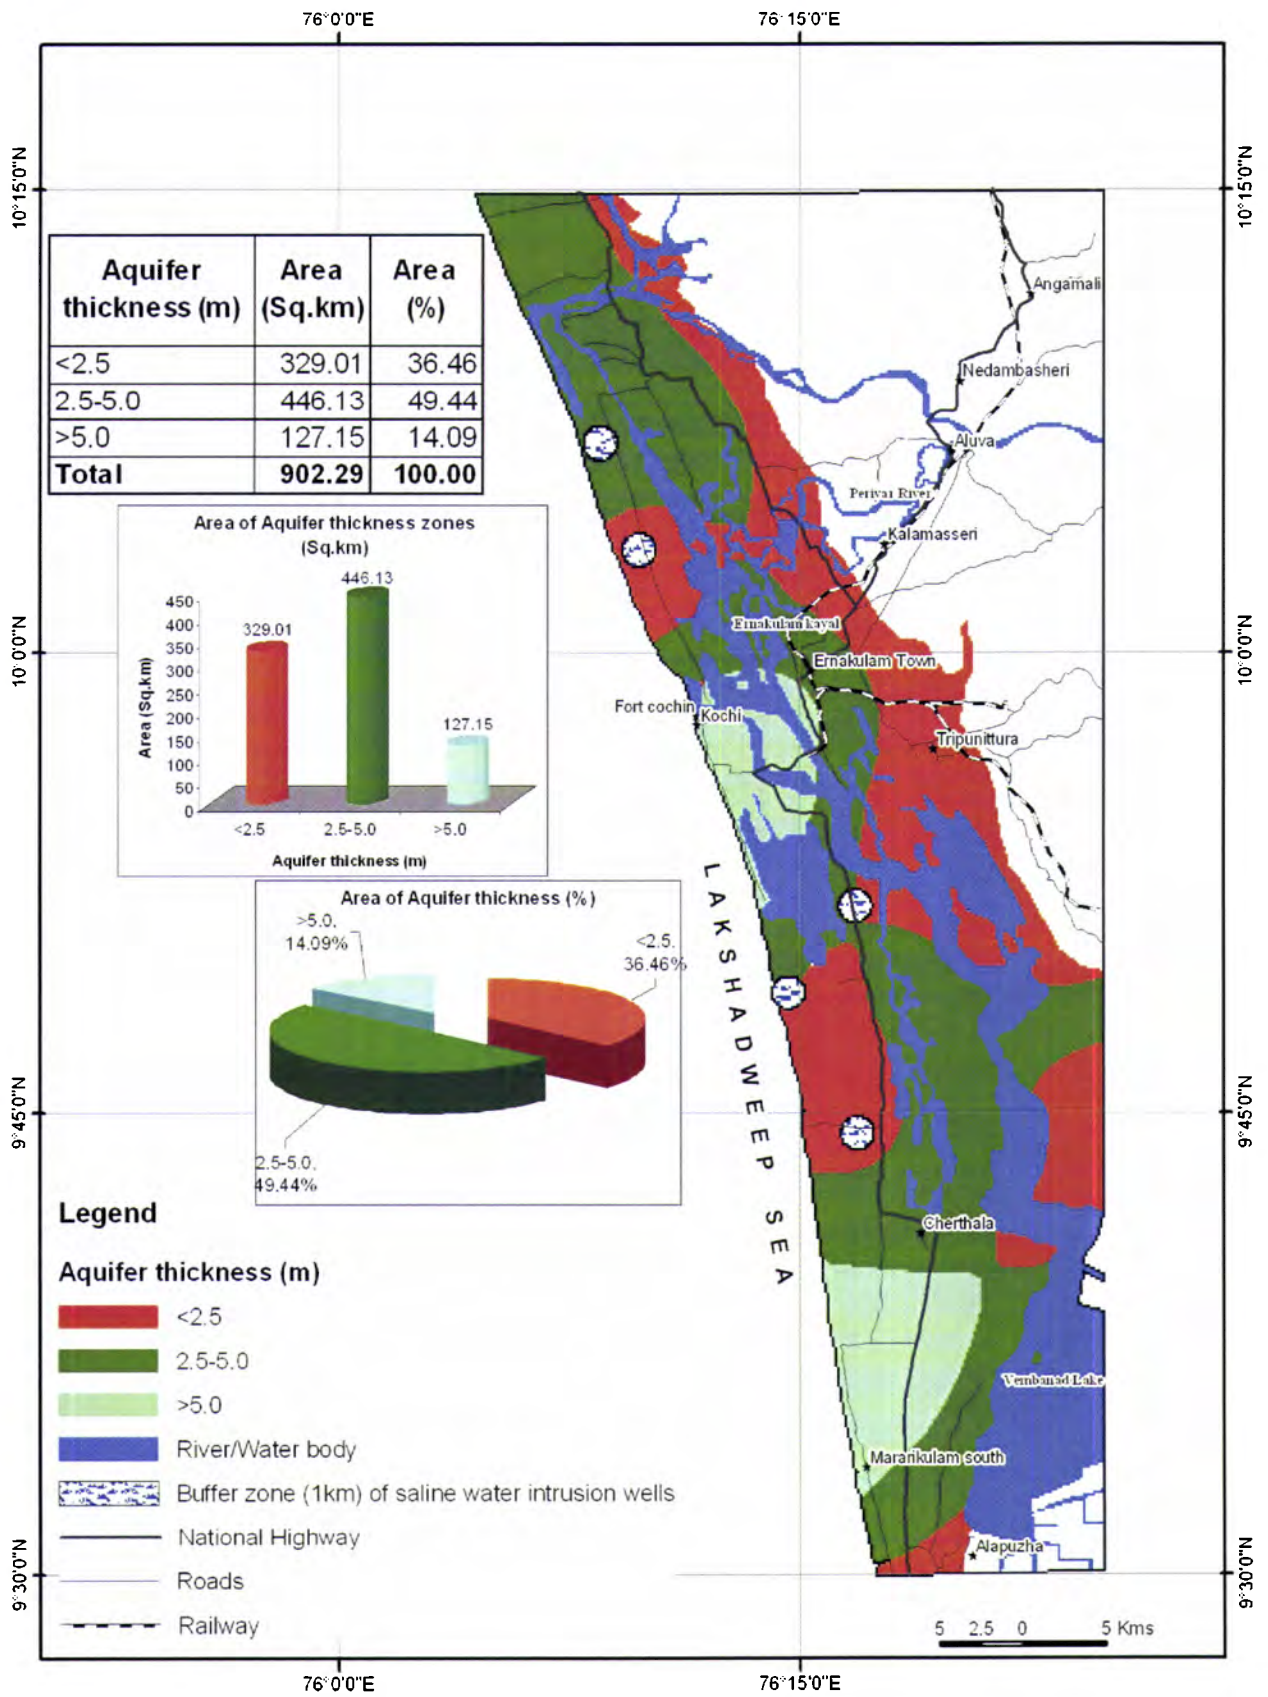 76°0'0"E 76°15'0"E
10°15'0"N 10°15'0"N
Aquifer thickness (m) Area (Sq.km) Area (%)
<2.5 329.01 36.46
2.5-5.0 446.13 49.44
>5.0 127.15 14.09
Total 902.29 100.00
Angamali
Nedambasheri
Aluva
Periyar River
Kalamasseri
Ernakulam kayal
Ernakulam Town
Fort cochin
Kochi
Tripunittura
Area of Aquifer thickness zones
(Sq.km)
446.13
329.01
127.15
450
400
350
300
250
200
150
100
50
0
Area (Sq.km)
<2.5 2.5-5.0 >5.0
Aquifer thickness (m)
10°0'0"N 10°0'0"N
Area of Aquifer thickness (%)
>5.0,
14.09%
<2.5,
36.46%
2.5-5.0,
49.44%
LAKSHADWEEP SEA
9°45'0"N 9°45'0"N
Cherthala
Vembanad Lake
Mararikulam south
Alapuzha
Legend
Aquifer thickness (m)
<2.5
2.5-5.0
>5.0
River/Water body
Buffer zone (1km) of saline water intrusion wells
National Highway
Roads
Railway
9°30'0"N 9°30'0"N
5 2.5 0 5 Kms
76°0'0"E 76°15'0"E